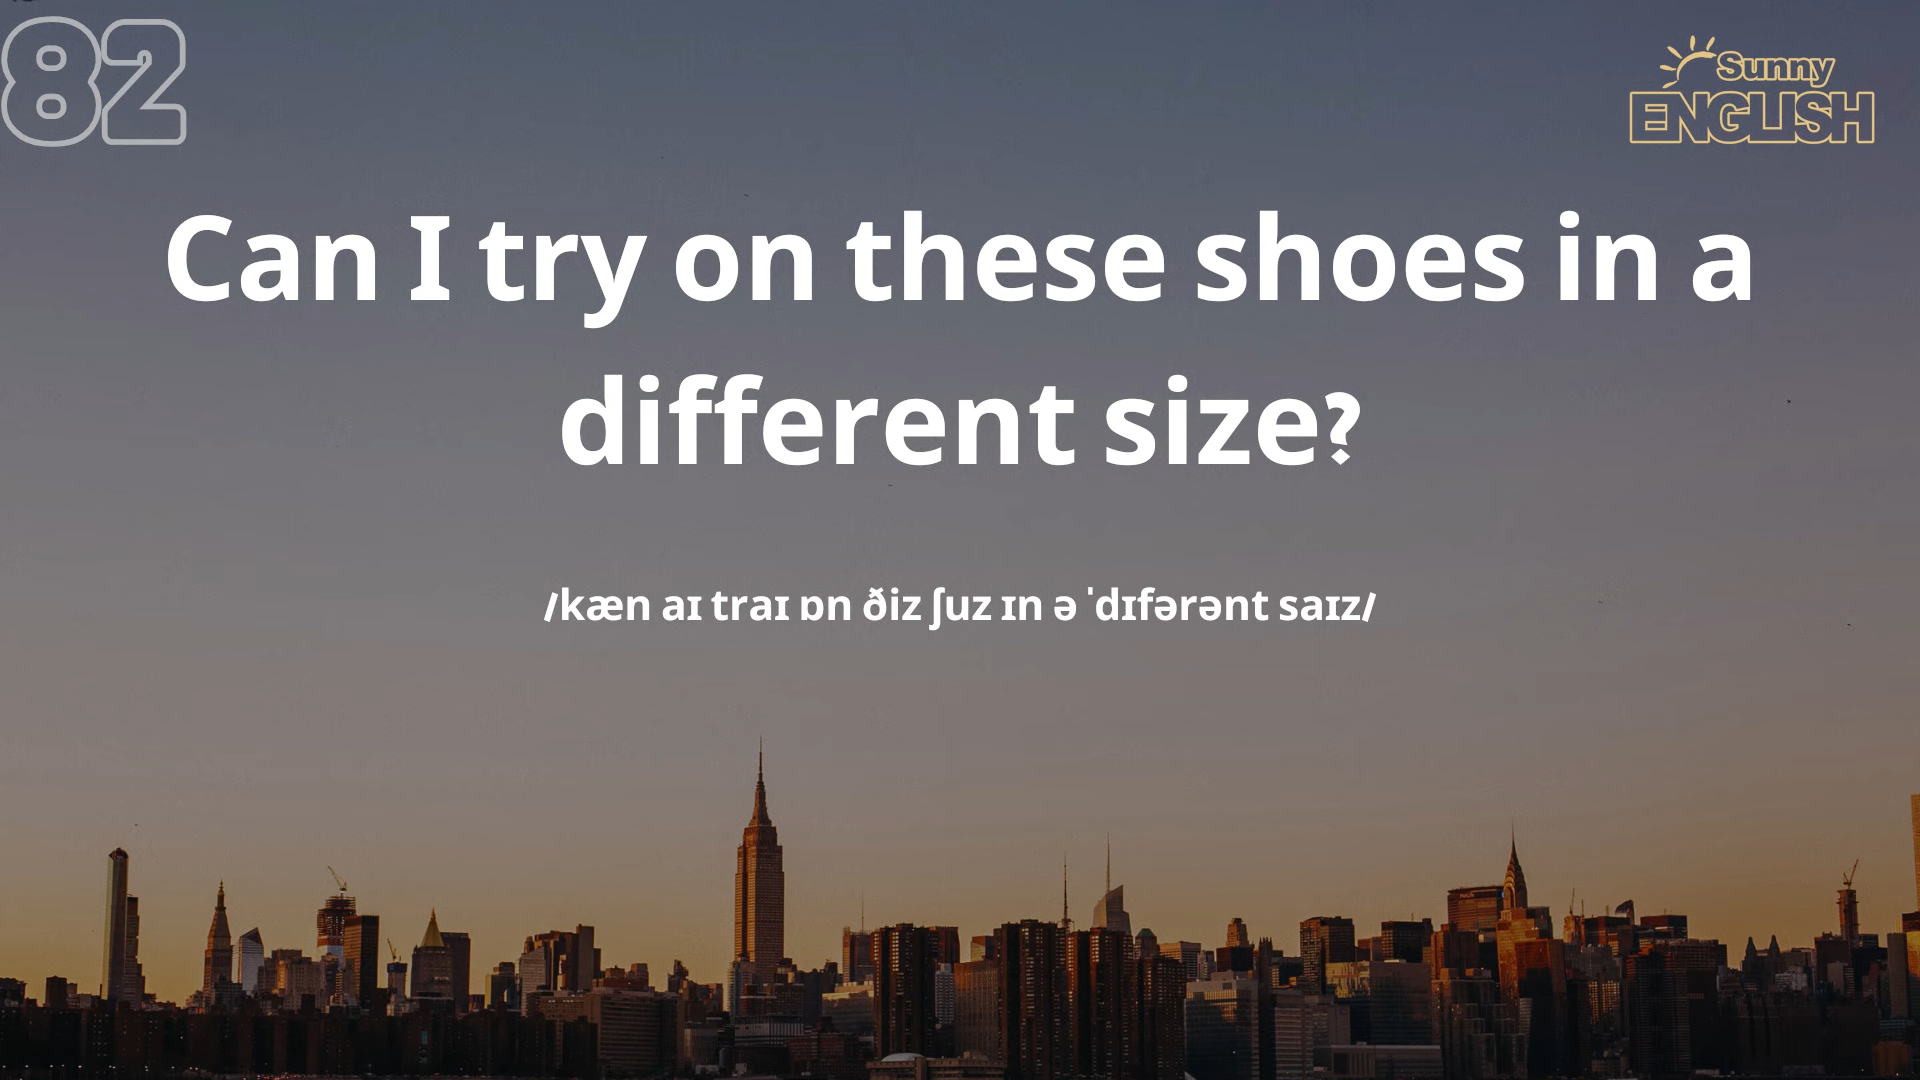 82
Sunny
ENGLISH
Can I try on these shoes in a
different size?
/kæn aɪ traɪ ɒn ðiz ʃuz ɪn ə ˈdɪfərənt saɪz/